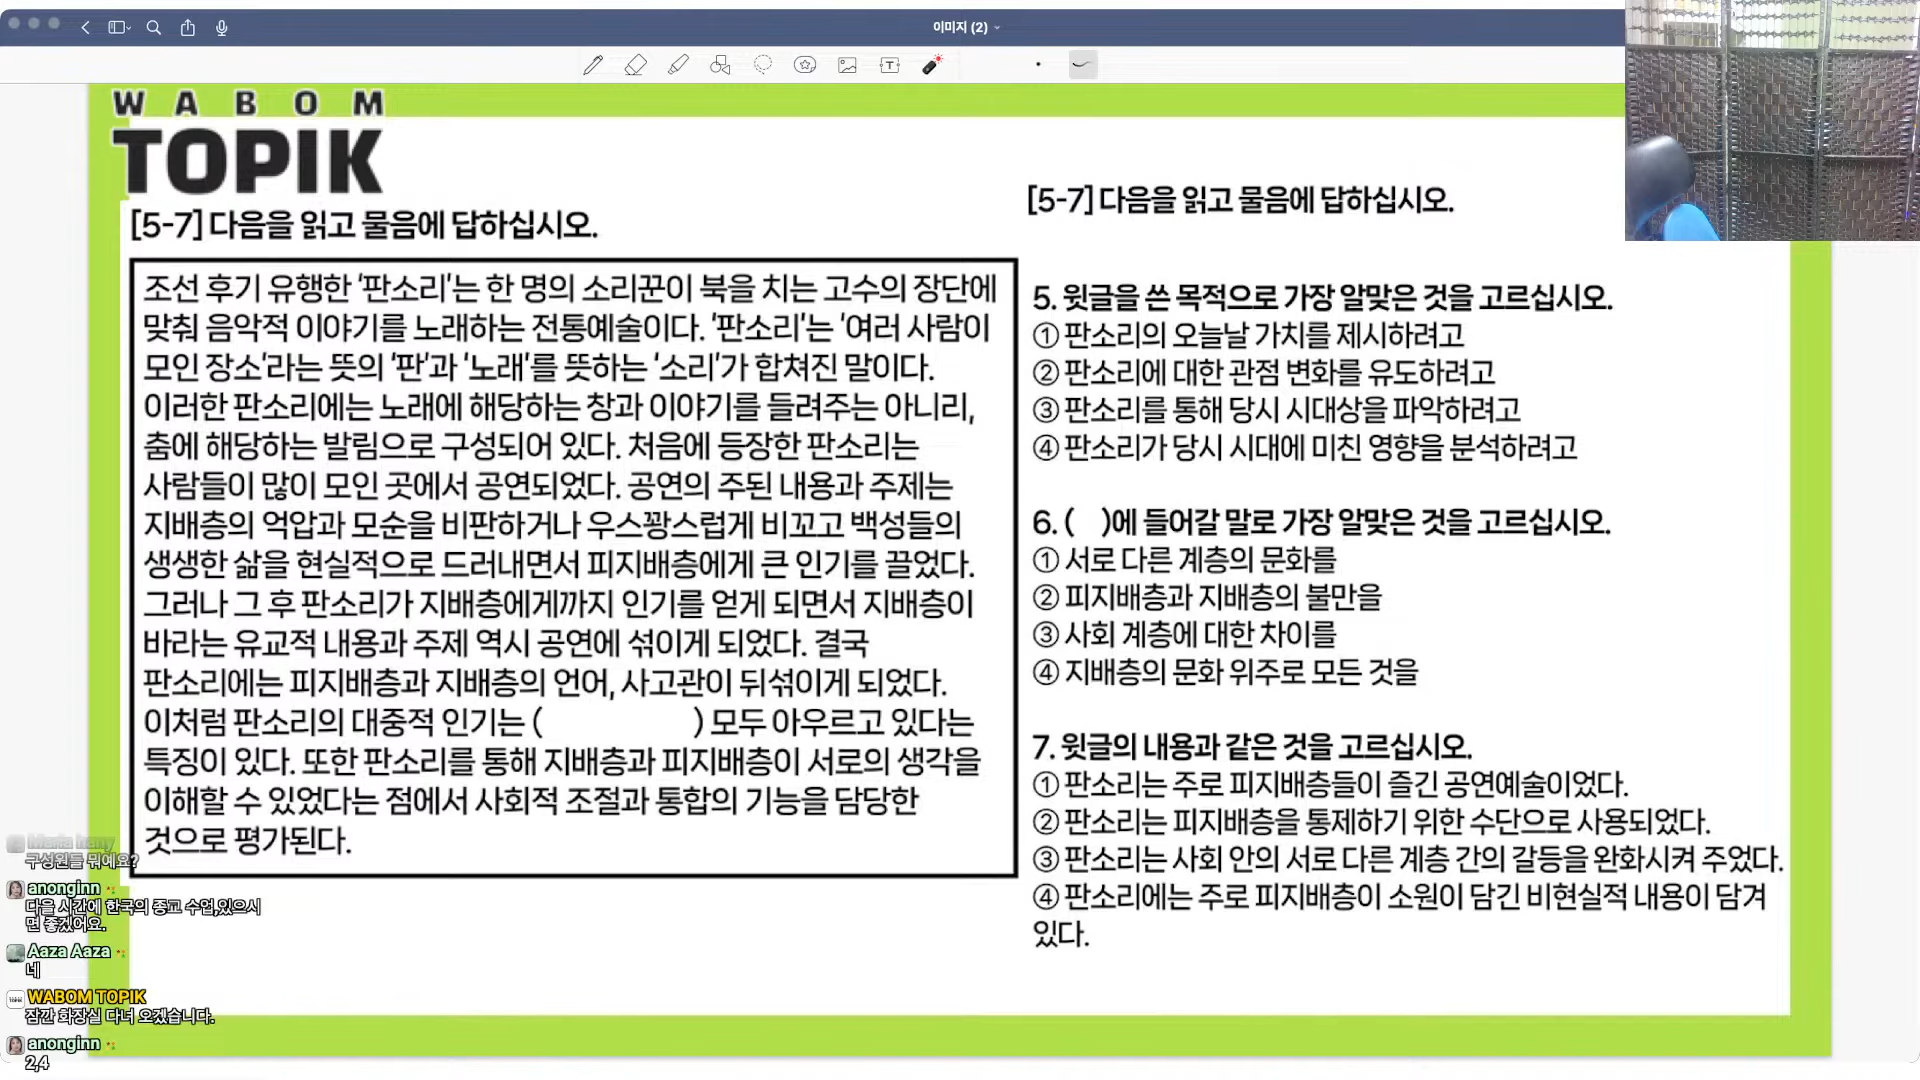 이미지 (2)
WABOM
TOPIK
[5-7] 다음을 읽고 물음에 답하십시오.
조선 후기 유행한 '판소리'는 한 명의 소리꾼이 북을 치는 고수의 장단에
맞춰 음악적 이야기를 노래하는 전통예술이다. '판소리'는 '여러 사람이
모인 장소'라는 뜻의 '판'과 '노래'를 뜻하는 '소리'가 합쳐진 말이다.
이러한 판소리에는 노래에 해당하는 창과 이야기를 들려주는 아니리,
춤에 해당하는 발림으로 구성되어 있다. 처음에 등장한 판소리는
사람들이 많이 모인 곳에서 공연되었다. 공연의 주된 내용과 주제는
지배층의 억압과 모순을 비판하거나 우스꽝스럽게 비꼬고 백성들의
생생한 삶을 현실적으로 드러내면서 피지배층에게 큰 인기를 끌었다.
그러나 그 후 판소리가 지배층에게까지 인기를 얻게 되면서 지배층이
바라는 유교적 내용과 주제 역시 공연에 섞이게 되었다. 결국
판소리에는 피지배층과 지배층의 언어, 사고관이 뒤섞이게 되었다.
이처럼 판소리의 대중적 인기는 (          ) 모두 아우르고 있다는
특징이 있다. 또한 판소리를 통해 지배층과 피지배층이 서로의 생각을
이해할 수 있었다는 점에서 사회적 조절과 통합의 기능을 담당한
것으로 평가된다.
[5-7] 다음을 읽고 물음에 답하십시오.
5. 윗글을 쓴 목적으로 가장 알맞은 것을 고르십시오.
① 판소리의 오늘날 가치를 제시하려고
② 판소리에 대한 관점 변화를 유도하려고
③ 판소리를 통해 당시 시대상을 파악하려고
④ 판소리가 당시 시대에 미친 영향을 분석하려고
6. (   )에 들어갈 말로 가장 알맞은 것을 고르십시오.
① 서로 다른 계층의 문화를
② 피지배층과 지배층의 불만을
③ 사회 계층에 대한 차이를
④ 지배층의 문화 위주로 모든 것을
7. 윗글의 내용과 같은 것을 고르십시오.
① 판소리는 주로 피지배층들이 즐긴 공연예술이었다.
② 판소리는 피지배층을 통제하기 위한 수단으로 사용되었다.
③ 판소리는 사회 안의 서로 다른 계층 간의 갈등을 완화시켜 주었다.
④ 판소리에는 주로 피지배층이 소원이 담긴 비현실적 내용이 담겨
있다.
구성원들 뭐예요?
anonginn
다을 시간에 한국의 종교 수업,있으시
면 좋겠어요.
Aaza Aaza
네
WABOM TOPIK
잠깐 화장실 다녀 오겠습니다.
anonginn
2,4